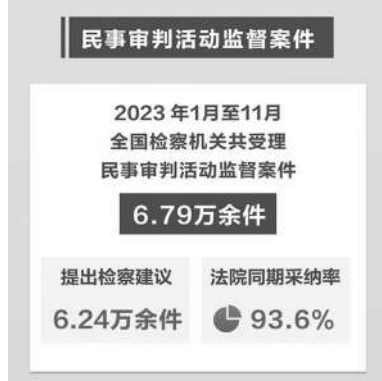 民事审判活动监督案件
2023年1月至11月
全国检察机关共受理
民事审判活动监督案件
6.79万余件
提出检察建议
6.24万余件
法院同期采纳率
93.6%